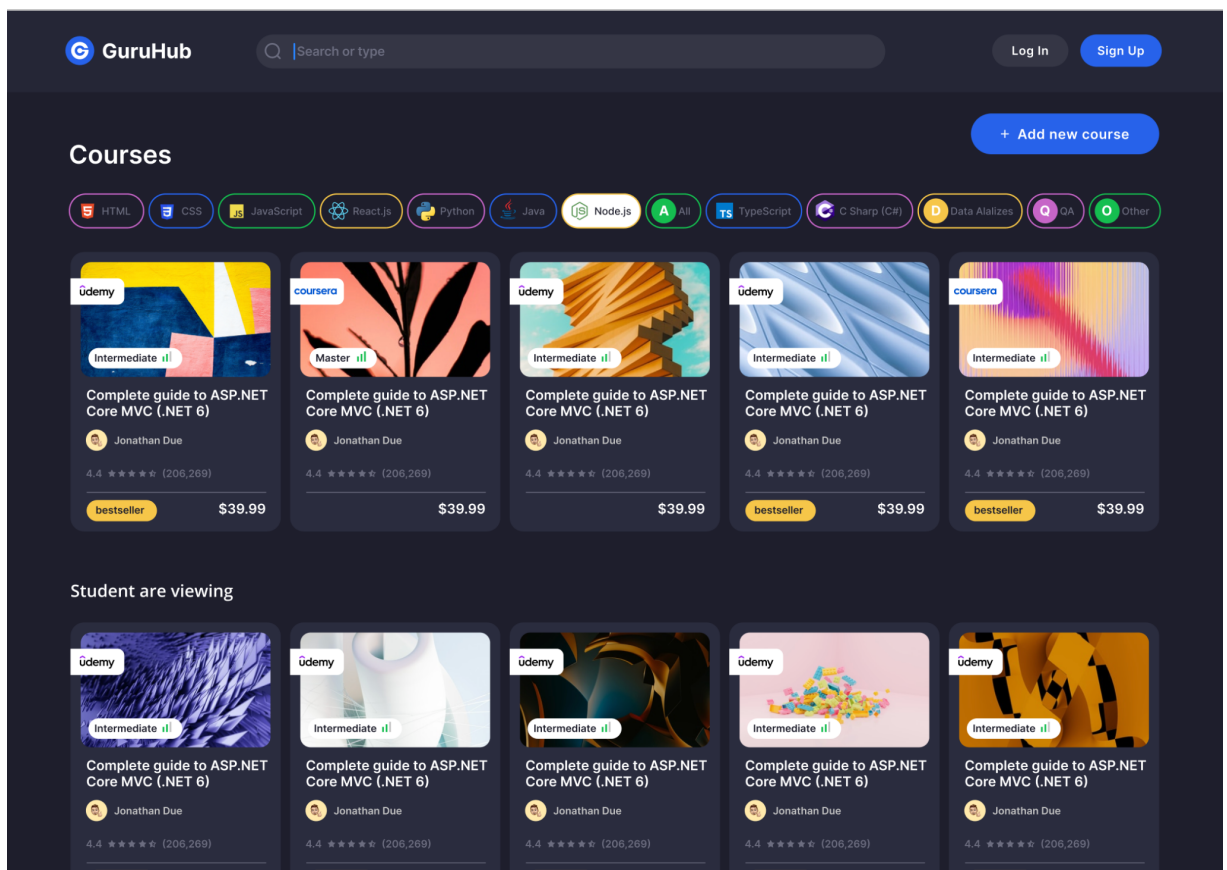 GuruHub
Search or type
Log In
Sign Up
+ Add new course
Courses
HTML
CSS
JS JavaScript
React.js
Python
Java
JS Node.js
A All
TS TypeScript
C Sharp (C#)
D Data Alalizes
Q QA
O Other
udemy
Intermediate
Complete guide to ASP.NET
Core MVC (.NET 6)
Jonathan Due
4.4 (206,269)
bestseller $39.99
coursera
Master
Complete guide to ASP.NET
Core MVC (.NET 6)
Jonathan Due
4.4 (206,269)
$39.99
udemy
Intermediate
Complete guide to ASP.NET
Core MVC (.NET 6)
Jonathan Due
4.4 (206,269)
$39.99
udemy
Intermediate
Complete guide to ASP.NET
Core MVC (.NET 6)
Jonathan Due
4.4 (206,269)
bestseller $39.99
coursera
Intermediate
Complete guide to ASP.NET
Core MVC (.NET 6)
Jonathan Due
4.4 (206,269)
bestseller $39.99
Student are viewing
udemy
Intermediate
Complete guide to ASP.NET
Core MVC (.NET 6)
Jonathan Due
4.4 (206,269)
udemy
Intermediate
Complete guide to ASP.NET
Core MVC (.NET 6)
Jonathan Due
4.4 (206,269)
udemy
Intermediate
Complete guide to ASP.NET
Core MVC (.NET 6)
Jonathan Due
4.4 (206,269)
udemy
Intermediate
Complete guide to ASP.NET
Core MVC (.NET 6)
Jonathan Due
4.4 (206,269)
udemy
Intermediate
Complete guide to ASP.NET
Core MVC (.NET 6)
Jonathan Due
4.4 (206,269)